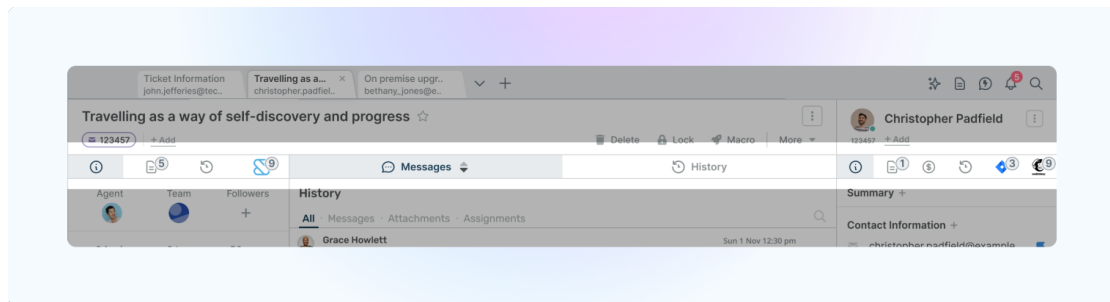 Ticket Information
john.jefferies@tec..
Travelling as a... ×
christopher.padfiel..
On premise upgr..
bethany_jones@e..
5
Travelling as a way of self-discovery and progress
123457
+ Add
Delete
Lock
Macro
More
Christopher Padfield
123457
+ Add
5
9
Messages
History
1
3
9
Agent
Team
Followers
History
All · Messages · Attachments · Assignments
Grace Howlett
Sun 1 Nov 12:30 pm
Summary +
Contact Information +
christopher.padfield@example